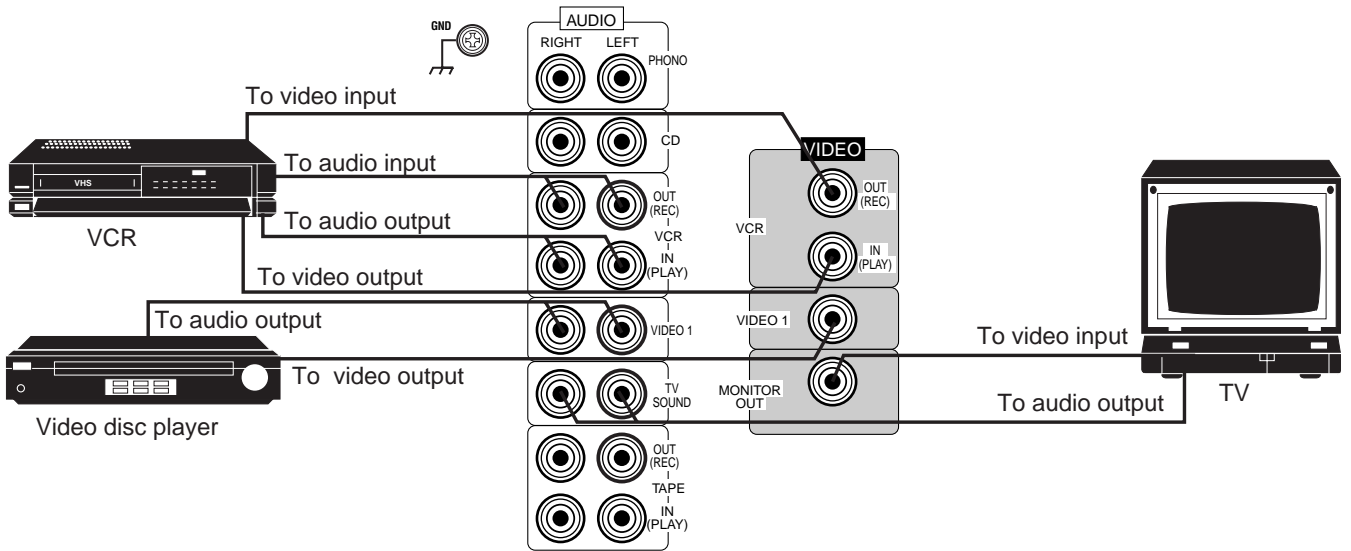 GND
AUDIO
RIGHT LEFT
PHONO
CD
OUT
(REC)
VCR
IN
(PLAY)
VIDEO 1
TV
SOUND
OUT
(REC)
TAPE
IN
(PLAY)
To video input
To audio input
To audio output
To video output
VHS
VCR
To audio output
To video output
Video disc player
VIDEO
OUT
(REC)
VCR
IN
(PLAY)
VIDEO 1
MONITOR
OUT
To video input
To audio output
TV